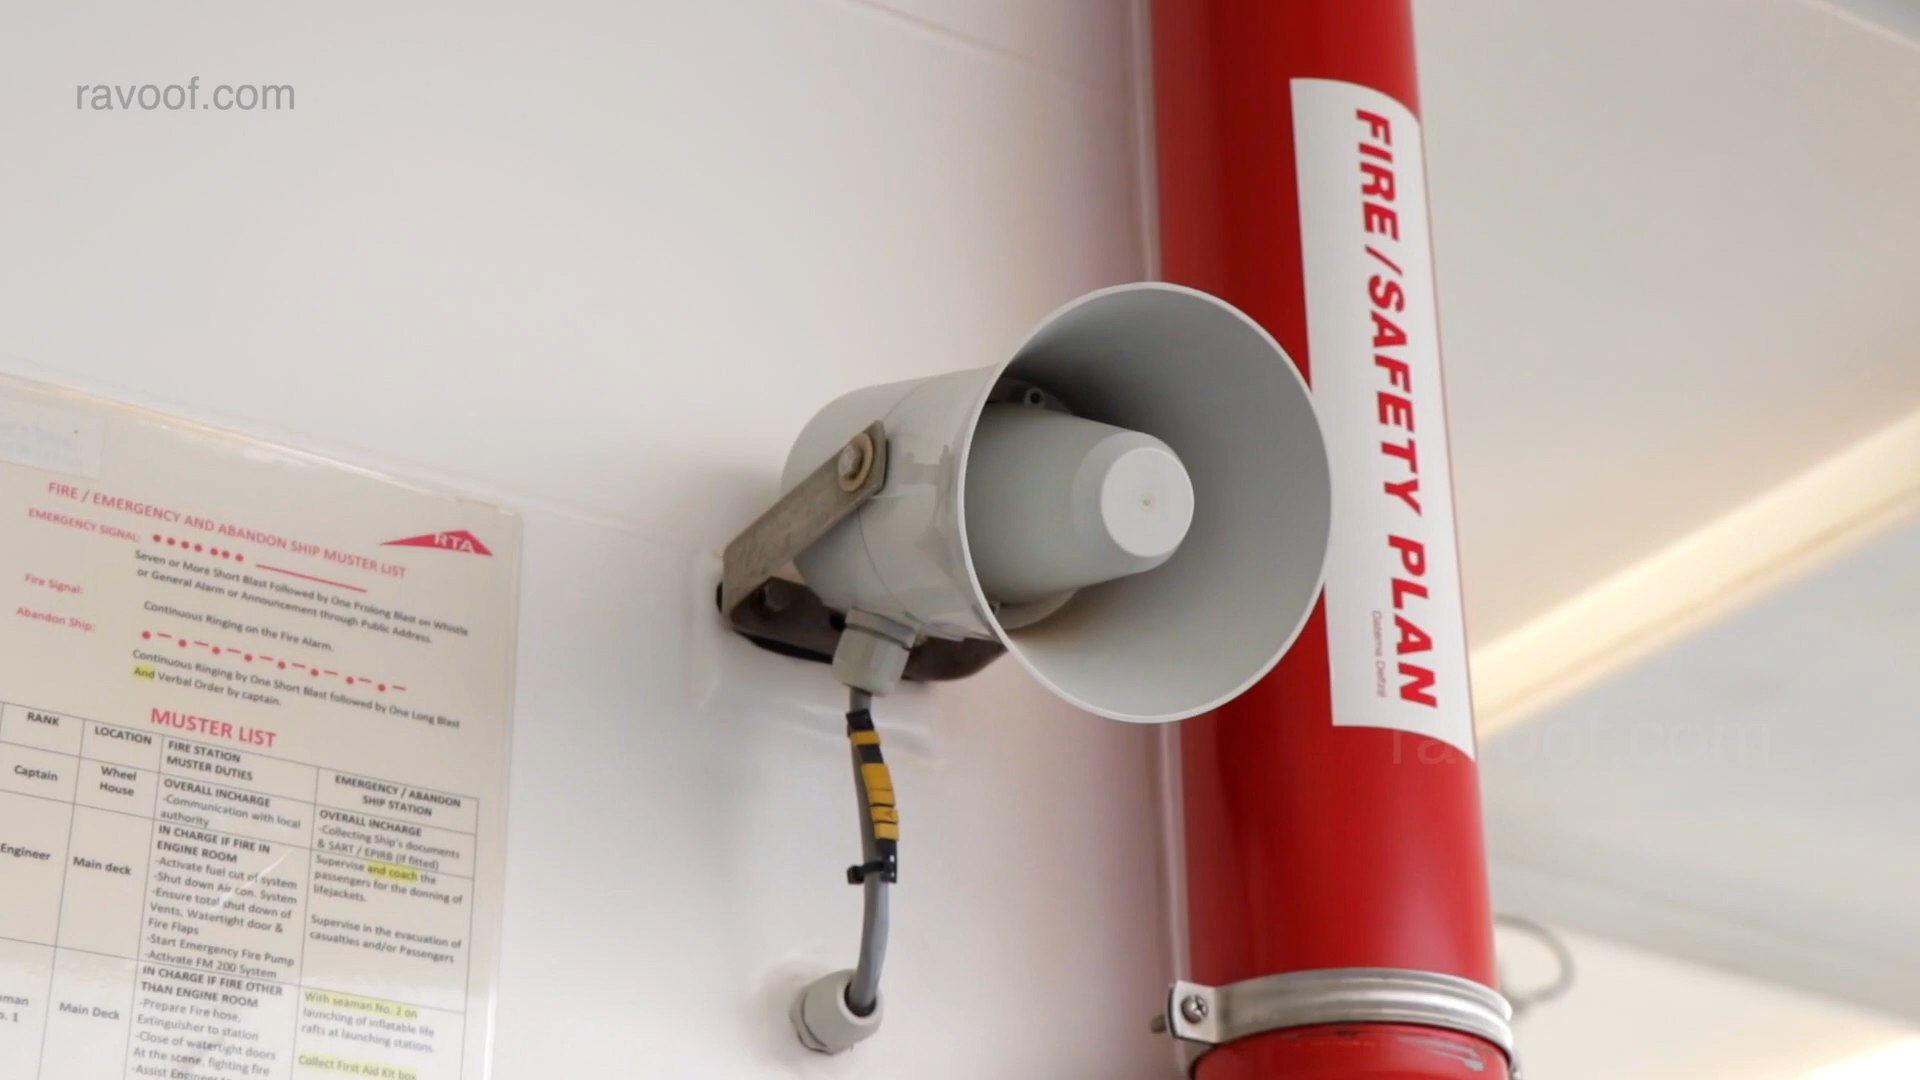 ravoof.com
FIRE / SAFETY PLAN
Datema Delfzijl
ravoof.com
FIRE / EMERGENCY AND ABANDON SHIP MUSTER LIST
RTA
EMERGENCY SIGNAL:
Seven or More Short Blast Followed by One Prolong Blast on Whistle
or General Alarm or Announcement through Public Address.
Fire Signal:
Continuous Ringing on the Fire Alarm.
Abandon Ship:
Continuous Ringing by One Short Blast followed by One Long Blast
And Verbal Order by captain.
MUSTER LIST
RANK
LOCATION
FIRE STATION
MUSTER DUTIES
EMERGENCY / ABANDON
SHIP STATION
Captain
Wheel
House
OVERALL INCHARGE
-Communication with local
authority
OVERALL INCHARGE
-Collecting Ship's documents
& SART / EPIRB (if fitted)
Engineer
Main deck
IN CHARGE IF FIRE IN
ENGINE ROOM
-Activate fuel cut of system
-Shut down Air con. System
-Ensure total shut down of
Vents, Watertight door &
Fire Flaps
-Start Emergency Fire Pump
-Activate FM 200 System
Supervise and coach the
passengers for the donning of
lifejackets.
Supervise in the evacuation of
casualties and/or Passengers
man
o. 1
Main Deck
IN CHARGE IF FIRE OTHER
THAN ENGINE ROOM
-Prepare Fire hose,
Extinguisher to station
-Close of watertight doors
At the scene, fighting fire
-Assist Engineer
With seaman No. 2 on
launching of inflatable life
rafts at launching stations.
Collect First Aid Kit box